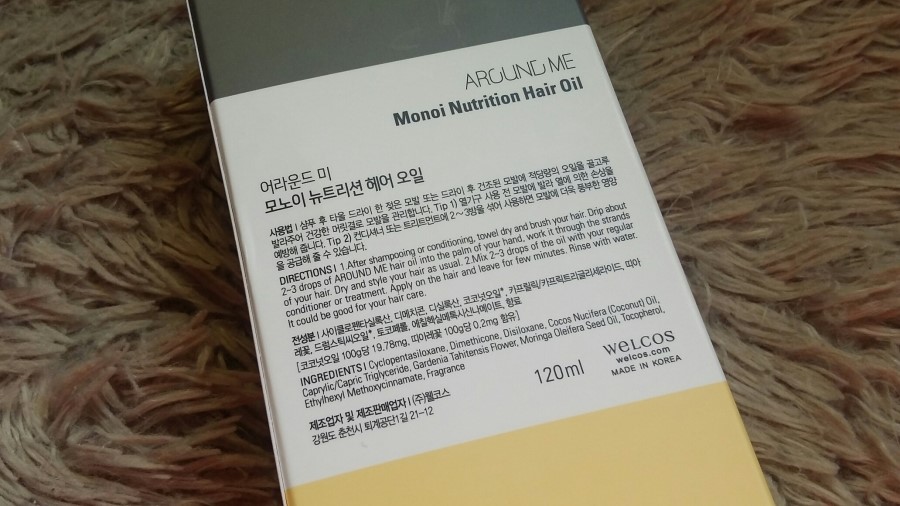 AROUND ME
Monoi Nutrition Hair Oil
어라운드 미
모노이 뉴트리션 헤어 오일
사용법 | 샴푸 후 타올 드라이 한 젖은 모발 또는 드라이 후 건조된 모발에 적당량의 오일을 골고루
발라주어 건강한 머릿결로 모발을 관리합니다. Tip 1) 열기구 사용 전 모발에 발라 열에 의한 손상을
예방해 줍니다. Tip 2) 컨디셔너 또는 트리트먼트에 2~3방울 섞어 사용하면 모발에 더욱 풍부한 영양
을 공급해 줄 수 있습니다.
DIRECTIONS | 1.After shampooing or conditioning, towel dry and brush your hair. Drip about
2~3 drops of AROUND ME hair oil into the palm of your hand, work it through the strands
of your hair. Dry and style your hair as usual. 2.Mix 2~3 drops of the oil with your regular
conditioner or treatment. Apply on the hair and leave for few minutes. Rinse with water.
It could be good for your hair care.
전성분 | 사이클로펜타실록산, 디메치콘, 디실록산, 코코넛오일*, 카프릴릭/카프릭트리글리세라이드, 띠아
레꽃, 드럼스틱씨오일*, 토코페롤, 에칠헥실메톡시신나메이트, 향료
[코코넛오일 100g당 19.78mg, 띠아레꽃 100g당 0.2mg 함유]
INGREDIENTS | Cyclopentasiloxane, Dimethicone, Disiloxane, Cocos Nucifera (Coconut) Oil,
Caprylic/Capric Triglyceride, Gardenia Tahitensis Flower, Moringa Oleifera Seed Oil, Tocopherol,
Ethylhexyl Methoxycinnamate, Fragrance
제조업자 및 제조판매업자 | (주)웰코스
강원도 춘천시 퇴계공단1길 21-12
120ml
welcos
welcos.com
MADE IN KOREA